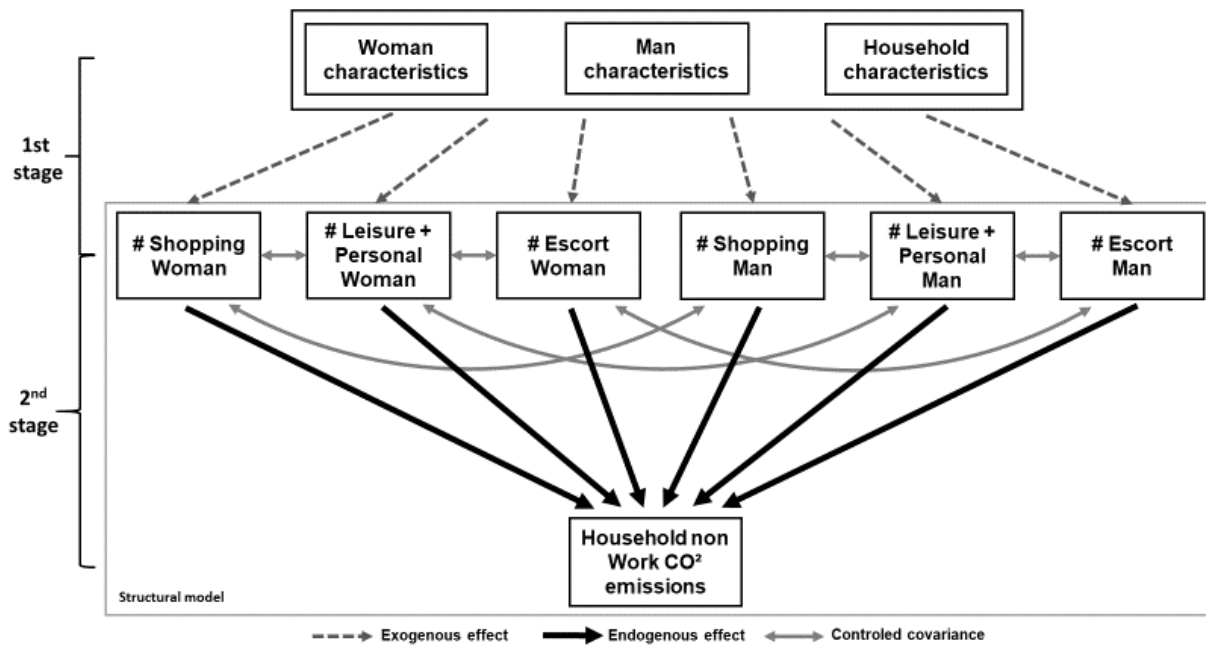 Woman
characteristics
Man
characteristics
Household
characteristics
1st
stage
# Shopping
Woman
# Leisure +
Personal
Woman
# Escort
Woman
# Shopping
Man
# Leisure +
Personal
Man
# Escort
Man
2nd
stage
Household non
Work CO²
emissions
Structural model
Exogenous effect
Endogenous effect
Controled covariance